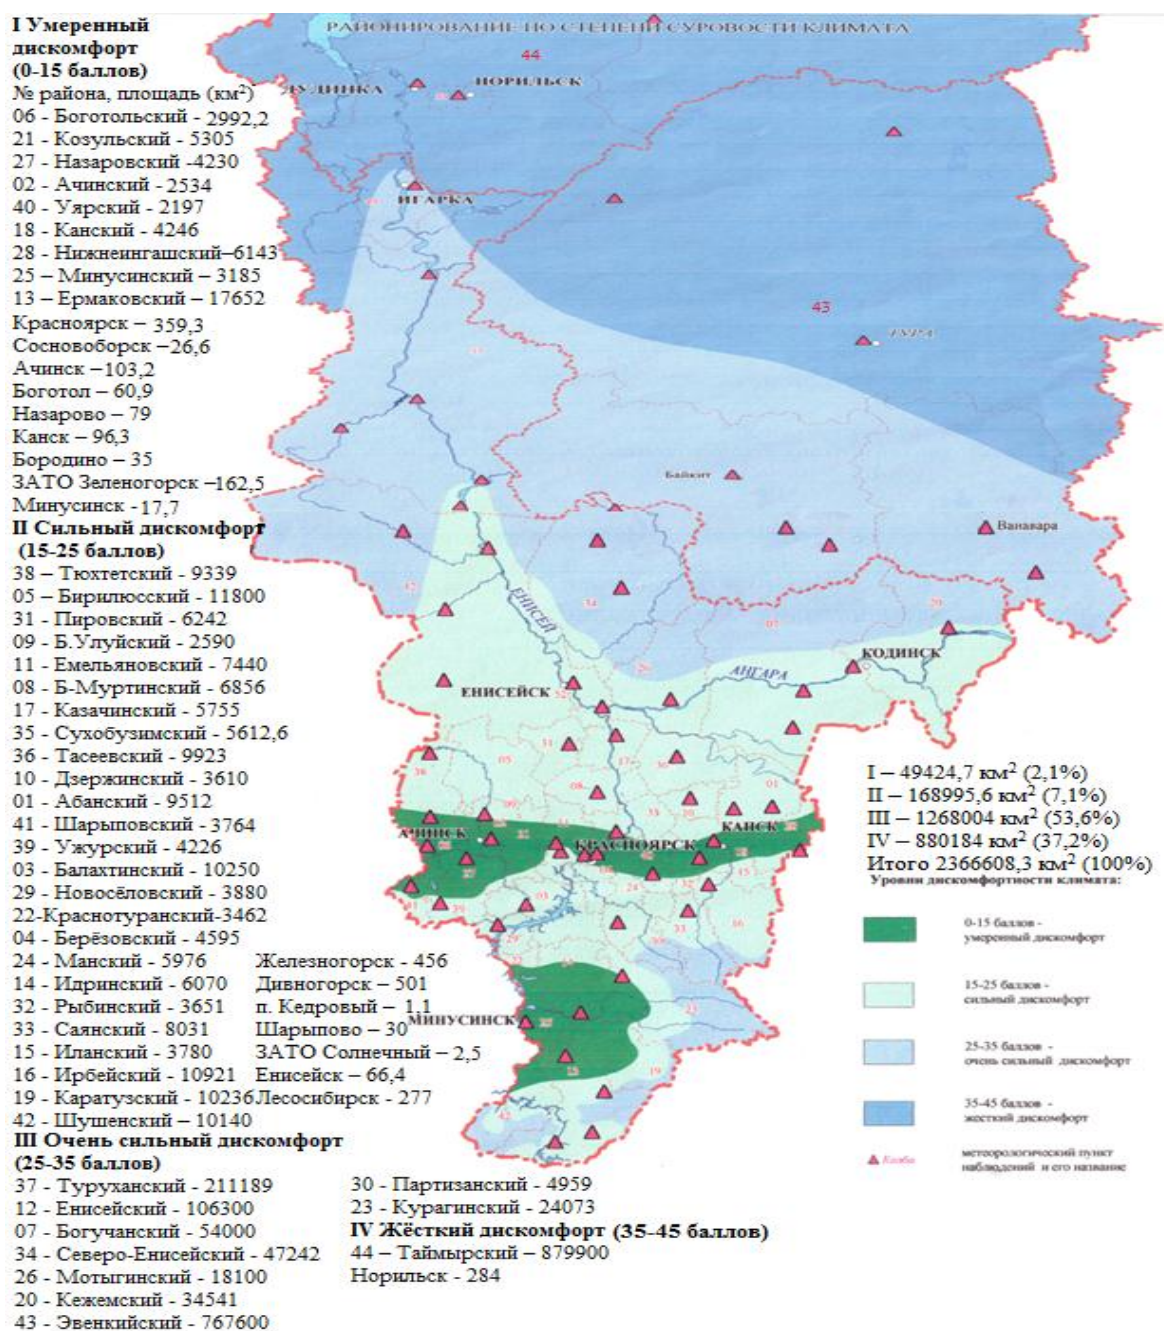 I Умеренный
дискомфорт
(0-15 баллов)
№ района, площадь (км²)
06 - Боготольский - 2992,2
21 - Козульский - 5305
27 - Назаровский -4230
02 - Ачинский - 2534
40 - Уярский - 2197
18 - Канский - 4246
28 - Нижнеингашский–6143
25 – Минусинский – 3185
13 – Ермаковский – 17652
Красноярск – 359,3
Сосновоборск –26,6
Ачинск –103,2
Боготол – 60,9
Назарово – 79
Канск – 96,3
Бородино – 35
ЗАТО Зеленогорск –162,5
Минусинск -17,7
II Сильный дискомфорт
(15-25 баллов)
38 – Тюхтетский - 9339
05 – Бирилюсский - 11800
31 - Пировский - 6242
09 - Б.Улуйский - 2590
11 - Емельяновский - 7440
08 - Б-Муртинский - 6856
17 - Казачинский - 5755
35 - Сухобузимский - 5612,6
36 - Тасеевский - 9923
10 - Дзержинский - 3610
01 - Абанский - 9512
41 - Шарыповский - 3764
39 - Ужурский - 4226
03 - Балахтинский - 10250
29 - Новосёловский - 3880
22-Краснотуранский-3462
04 - Берёзовский - 4595
24 - Манский - 5976
14 - Идринский - 6070
32 - Рыбинский - 3651
33 - Саянский - 8031
15 - Иланский - 3780
16 - Ирбейский - 10921
19 - Каратузский - 10236
42 - Шушенский - 10140
Железногорск - 456
Дивногорск - 501
п. Кедровый – 1,1
Шарыпово – 30
ЗАТО Солнечный – 2,5
Енисейск – 66,4
Лесосибирск - 277
III Очень сильный дискомфорт
(25-35 баллов)
37 - Туруханский - 211189
12 - Енисейский - 106300
07 - Богучанский - 54000
34 - Северо-Енисейский - 47242
26 - Мотыгинский - 18100
20 - Кежемский - 34541
43 - Эвенкийский - 767600
30 - Партизанский - 4959
23 - Курагинский - 24073
IV Жёсткий дискомфорт (35-45 баллов)
44 – Таймырский – 879900
Норильск - 284
РАЙОНИРОВАНИЕ ПО СТЕПЕНИ СУРОВОСТИ КЛИМАТА
44
ДУДИНКА
НОРИЛЬСК
ИГАРКА
43
ТУРА
Байкит
Ванавара
ЕНИСЕЙ
34
АНГАРА
КОДИНСК
ЕНИСЕЙСК
АЧИНСК
КРАСНОЯРСК
КАНСК
МИНУСИНСК
I – 49424,7 км² (2,1%)
II – 168995,6 км² (7,1%)
III – 1268004 км² (53,6%)
IV – 880184 км² (37,2%)
Итого 2366608,3 км² (100%)
Уровни дискомфортности климата:
0-15 баллов -
умеренный дискомфорт
15-25 баллов -
сильный дискомфорт
25-35 баллов -
очень сильный дискомфорт
35-45 баллов -
жесткий дискомфорт
метеорологический пункт
наблюдений и его название